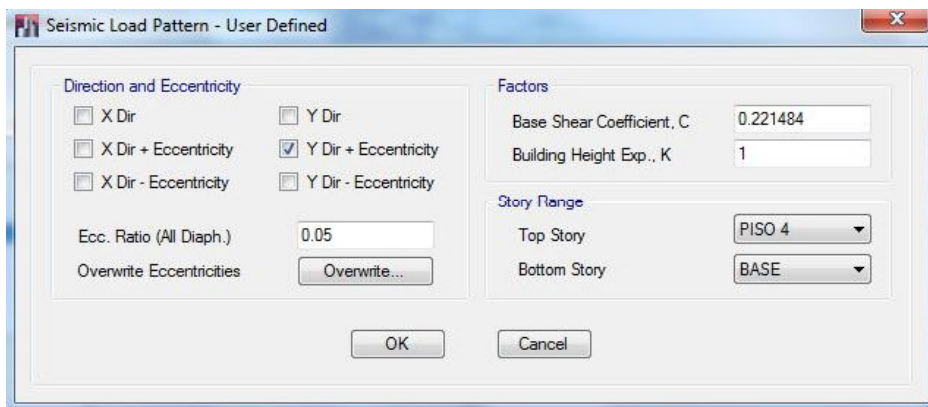 Seismic Load Pattern - User Defined
Direction and Eccentricity
X Dir
Y Dir
X Dir + Eccentricity
Y Dir + Eccentricity
X Dir - Eccentricity
Y Dir - Eccentricity
Ecc. Ratio (All Diaph.)
0.05
Overwrite Eccentricities
Overwrite...
Factors
Base Shear Coefficient, C
0.221484
Building Height Exp., K
1
Story Range
Top Story
PISO 4
Bottom Story
BASE
OK
Cancel